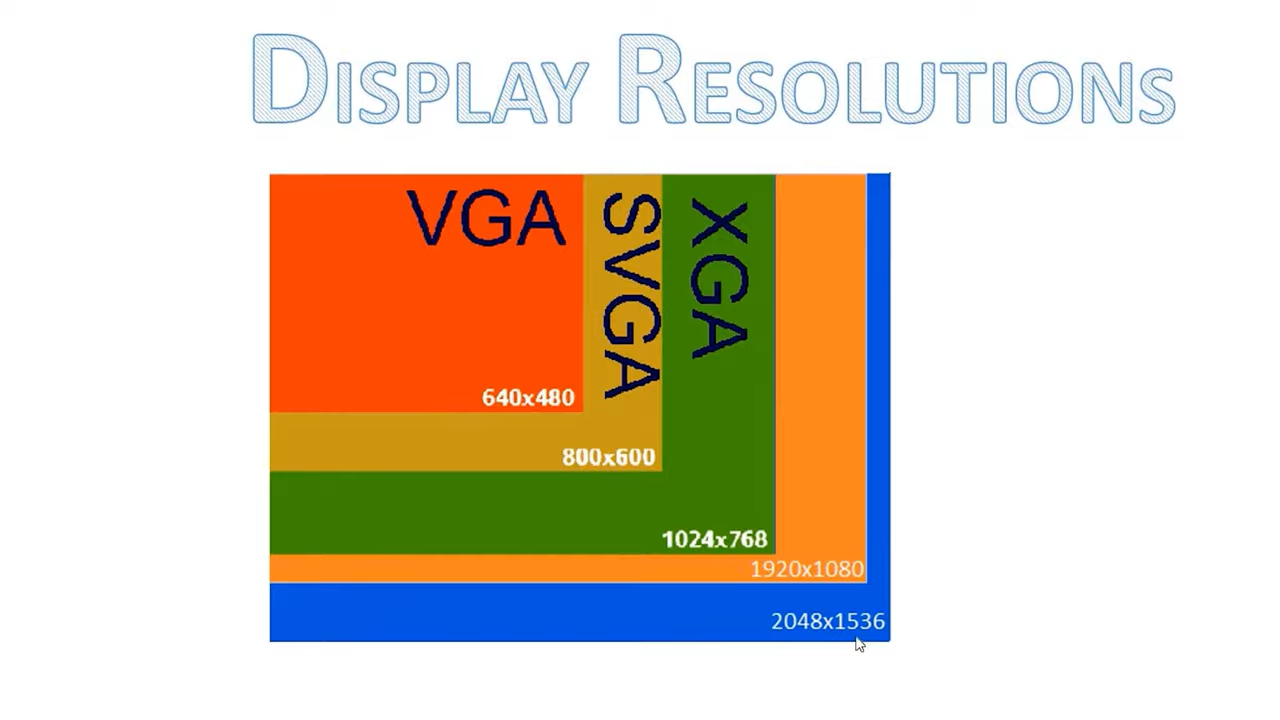 DISPLAY RESOLUTIONS
VGA
SVGA
XGA
640x480
800x600
1024x768
1920x1080
2048x1536